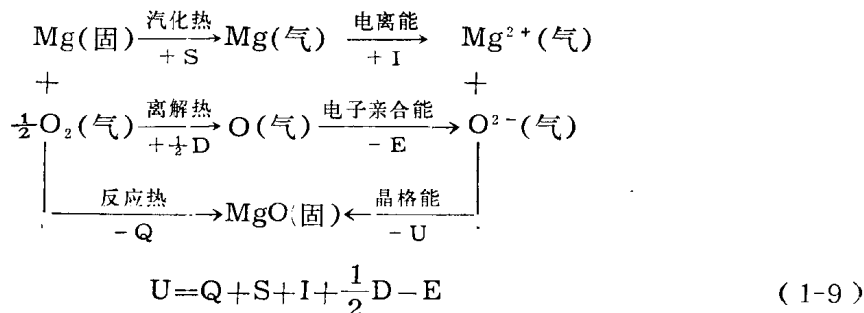 汽化热 电离能
Mg(固) → Mg(气) → Mg²⁺(气)
+ S + I
+ +
离解热 电子亲合能
½O₂(气) → O(气) → O²⁻(气)
+½D - E
反应热 晶格能
→ MgO(固) ←
- Q - U
U=Q+S+I+\frac{1}{2}D-E (1-9)